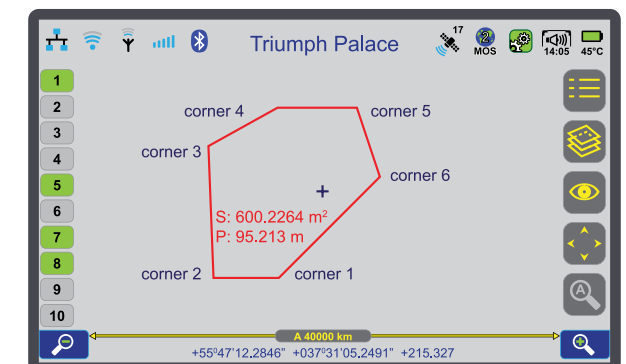 Triumph Palace
17
2
MOS
14:05
45°C
1
2
3
4
5
6
7
8
9
10
corner 4
corner 5
corner 3
corner 6
S: 600.2264 m²
P: 95.213 m
corner 2
corner 1
A
A 40000 km
+55°47'12.2846" +037°31'05.2491" +215.327